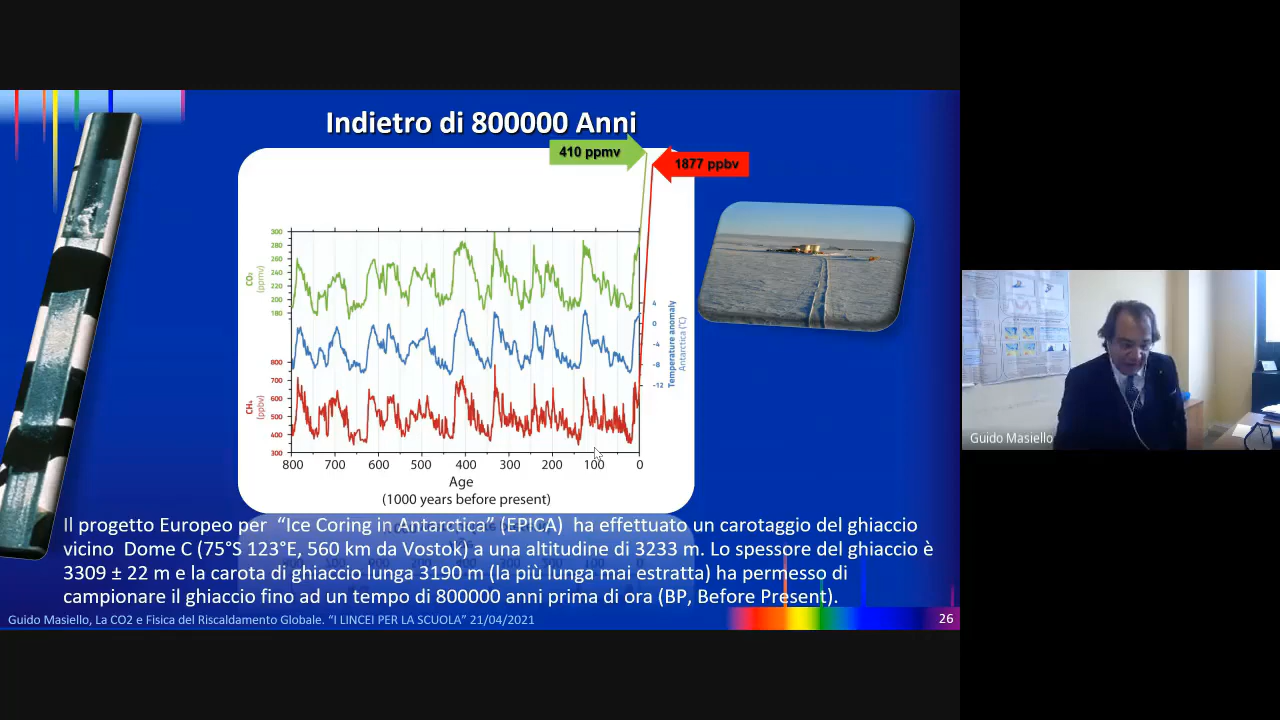 Indietro di 800000 Anni
410 ppmv
1877 ppbv
300
280
260
240
220
200
180
CO₂
(ppmv)
4
0
-4
-8
-12
Temperature anomaly
Antarctica (°C)
800
700
600
500
400
300
CH₄
(ppbv)
800 700 600 500 400 300 200 100 0
Age
(1000 years before present)
Il progetto Europeo per “Ice Coring in Antarctica” (EPICA) ha effettuato un carotaggio del ghiaccio
vicino Dome C (75°S 123°E, 560 km da Vostok) a una altitudine di 3233 m. Lo spessore del ghiaccio è
3309 ± 22 m e la carota di ghiaccio lunga 3190 m (la più lunga mai estratta) ha permesso di
campionare il ghiaccio fino ad un tempo di 800000 anni prima di ora (BP, Before Present).
Guido Masiello, La CO2 e Fisica del Riscaldamento Globale. “I LINCEI PER LA SCUOLA” 21/04/2021
26
Guido Masiello